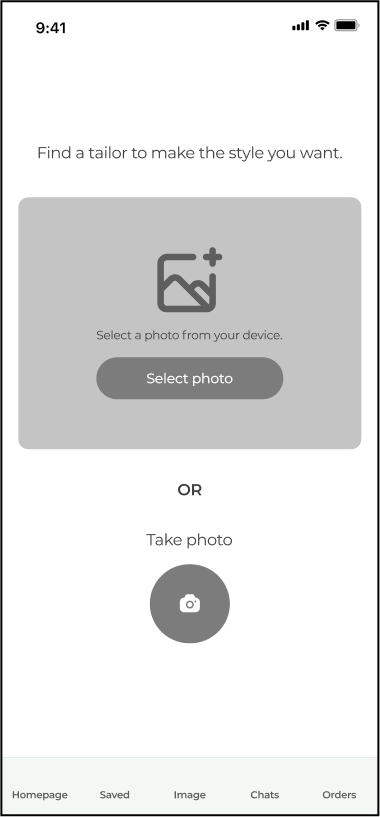 9:41
Find a tailor to make the style you want.
Select a photo from your device.
Select photo
OR
Take photo
Homepage Saved Image Chats Orders